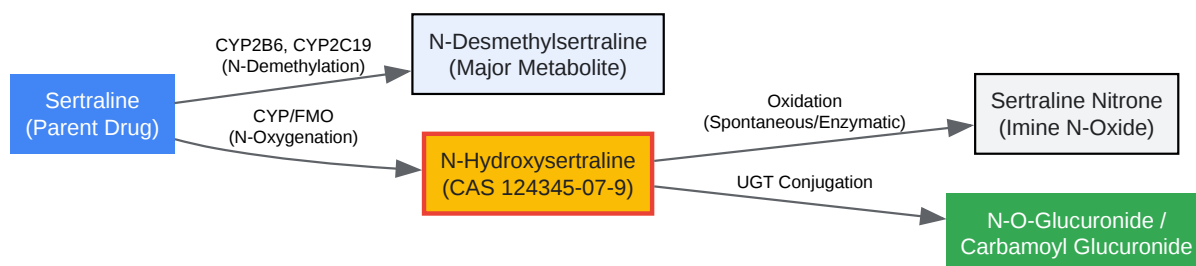 Sertraline
(Parent Drug)
CYP2B6, CYP2C19
(N-Demethylation)
N-Desmethylsertraline
(Major Metabolite)
CYP/FMO
(N-Oxygenation)
N-Hydroxysertraline
(CAS 124345-07-9)
Oxidation
(Spontaneous/Enzymatic)
Sertraline Nitrone
(Imine N-Oxide)
UGT Conjugation
N-O-Glucuronide /
Carbamoyl Glucuronide